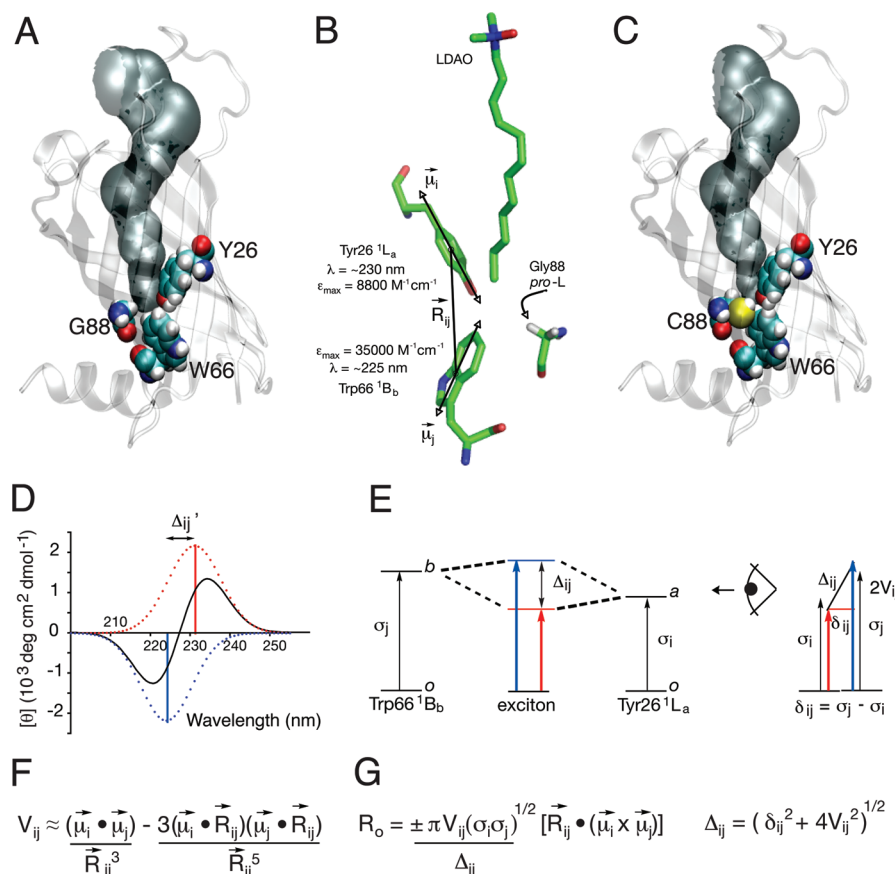 A
G88
Y26
W66
B
LDAO
μi
Tyr26 ¹La
λ = ~230 nm
εmax = 8800 M⁻¹cm⁻¹
Rij
Gly88
pro-L
εmax = 35000 M⁻¹cm⁻¹
λ = ~225 nm
Trp66 ¹Bb
μj
C
C88
Y26
W66
D
Δij'
[θ] (10³ deg cm² dmol⁻¹)
2
1
0
-1
-2
210
220
230
240
250
Wavelength (nm)
E
b
σj
o
Trp66 ¹Bb
Δij
exciton
a
σi
o
Tyr26 ¹La
Δij
2Vi
σi
δij
σj
δij = σj - σi
F
Vij ≈ (μi • μj) / Rij³ - 3(μi • Rij)(μj • Rij) / Rij⁵
G
Ro = ± πVij(σiσj)^1/2 / Δij [Rij • (μi x μj)]
Δij = (δij² + 4Vij²)^1/2